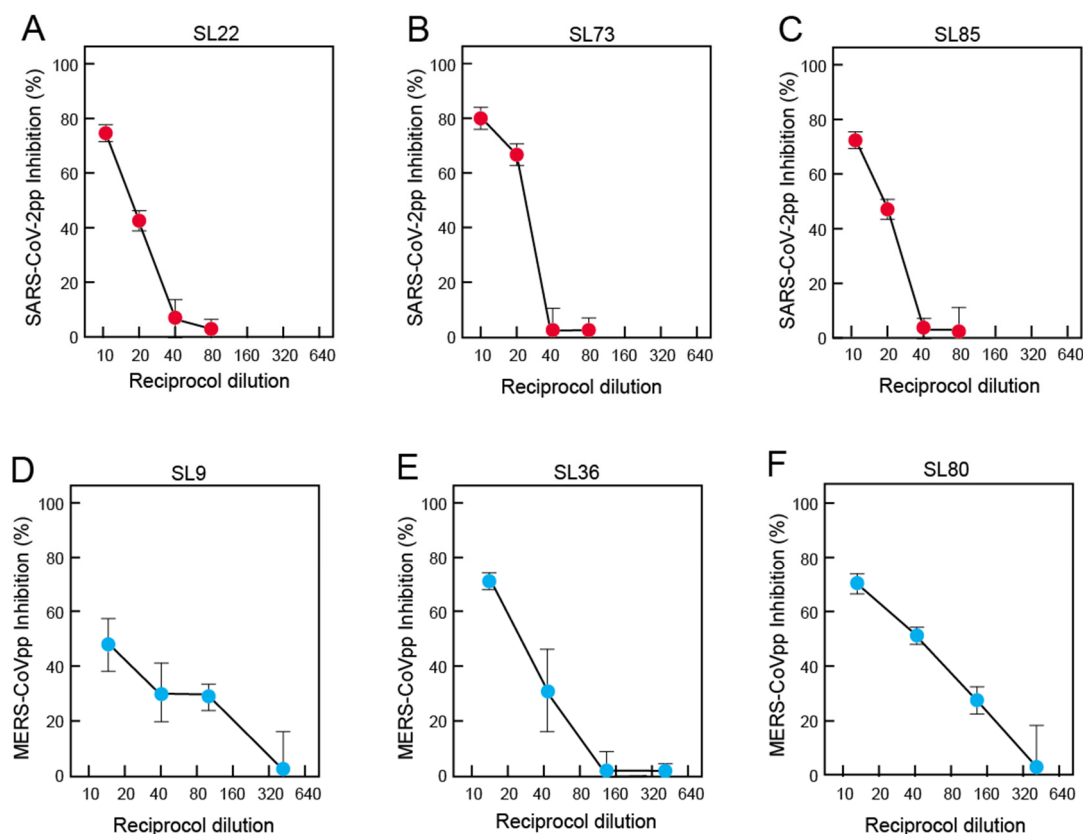 A
SL22
SARS-CoV-2pp Inhibition (%)
100
80
60
40
20
0
10 20 40 80 160 320 640
Reciprocol dilution
B
SL73
SARS-CoV-2pp Inhibition (%)
100
80
60
40
20
0
10 20 40 80 160 320 640
Reciprocol dilution
C
SL85
SARS-CoV-2pp Inhibition (%)
100
80
60
40
20
0
10 20 40 80 160 320 640
Reciprocol dilution
D
SL9
MERS-CoVpp Inhibition (%)
100
80
60
40
20
0
10 20 40 80 160 320 640
Reciprocol dilution
E
SL36
MERS-CoVpp Inhibition (%)
100
80
60
40
20
0
10 20 40 80 160 320 640
Reciprocol dilution
F
SL80
MERS-CoVpp Inhibition (%)
100
80
60
40
20
0
10 20 40 80 160 320 640
Reciprocol dilution